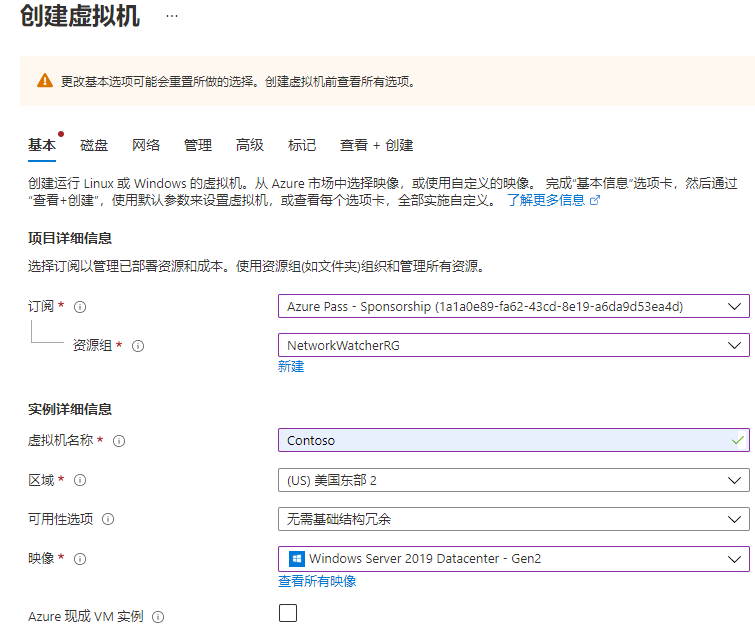 创建虚拟机 ...
更改基本选项可能会重置所做的选择。创建虚拟机前查看所有选项。
基本 磁盘 网络 管理 高级 标记 查看 + 创建
创建运行 Linux 或 Windows 的虚拟机。从 Azure 市场中选择映像，或使用自定义的映像。 完成“基本信息”选项卡，然后通过
“查看+创建”，使用默认参数来设置虚拟机，或查看每个选项卡，全部实施自定义。 了解更多信息
项目详细信息
选择订阅以管理已部署资源和成本。使用资源组(如文件夹)组织和管理所有资源。
订阅 * Azure Pass - Sponsorship (1a1a0e89-fa62-43cd-8e19-a6da9d53ea4d)
资源组 * NetworkWatcherRG
新建
实例详细信息
虚拟机名称 * Contoso
区域 * (US) 美国东部 2
可用性选项 无需基础结构冗余
映像 * Windows Server 2019 Datacenter - Gen2
查看所有映像
Azure 现成 VM 实例